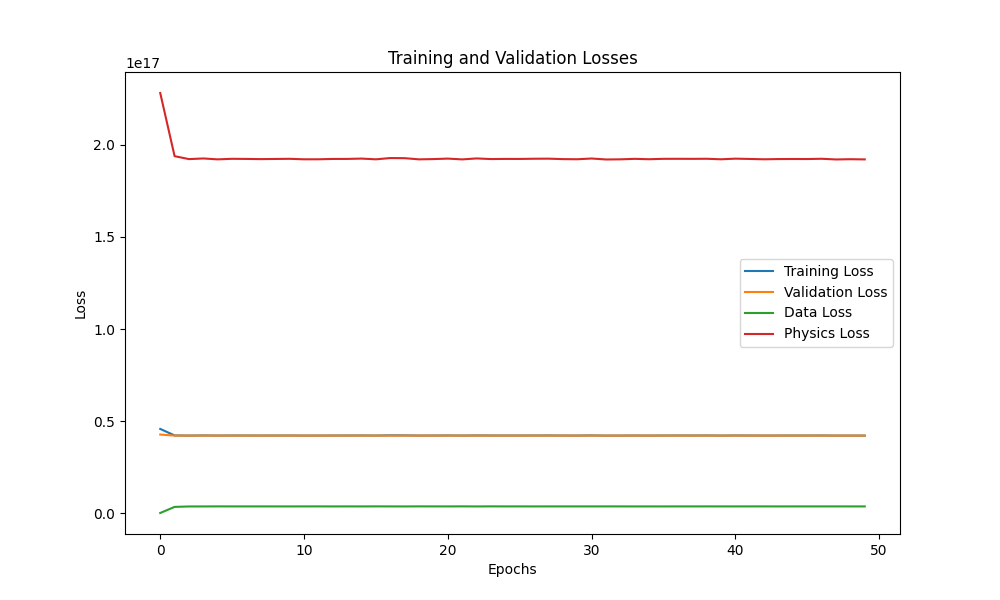 Training and Validation Losses
1e17
2.0
1.5
1.0
0.5
0.0
Loss
Training Loss
Validation Loss
Data Loss
Physics Loss
0 10 20 30 40 50
Epochs